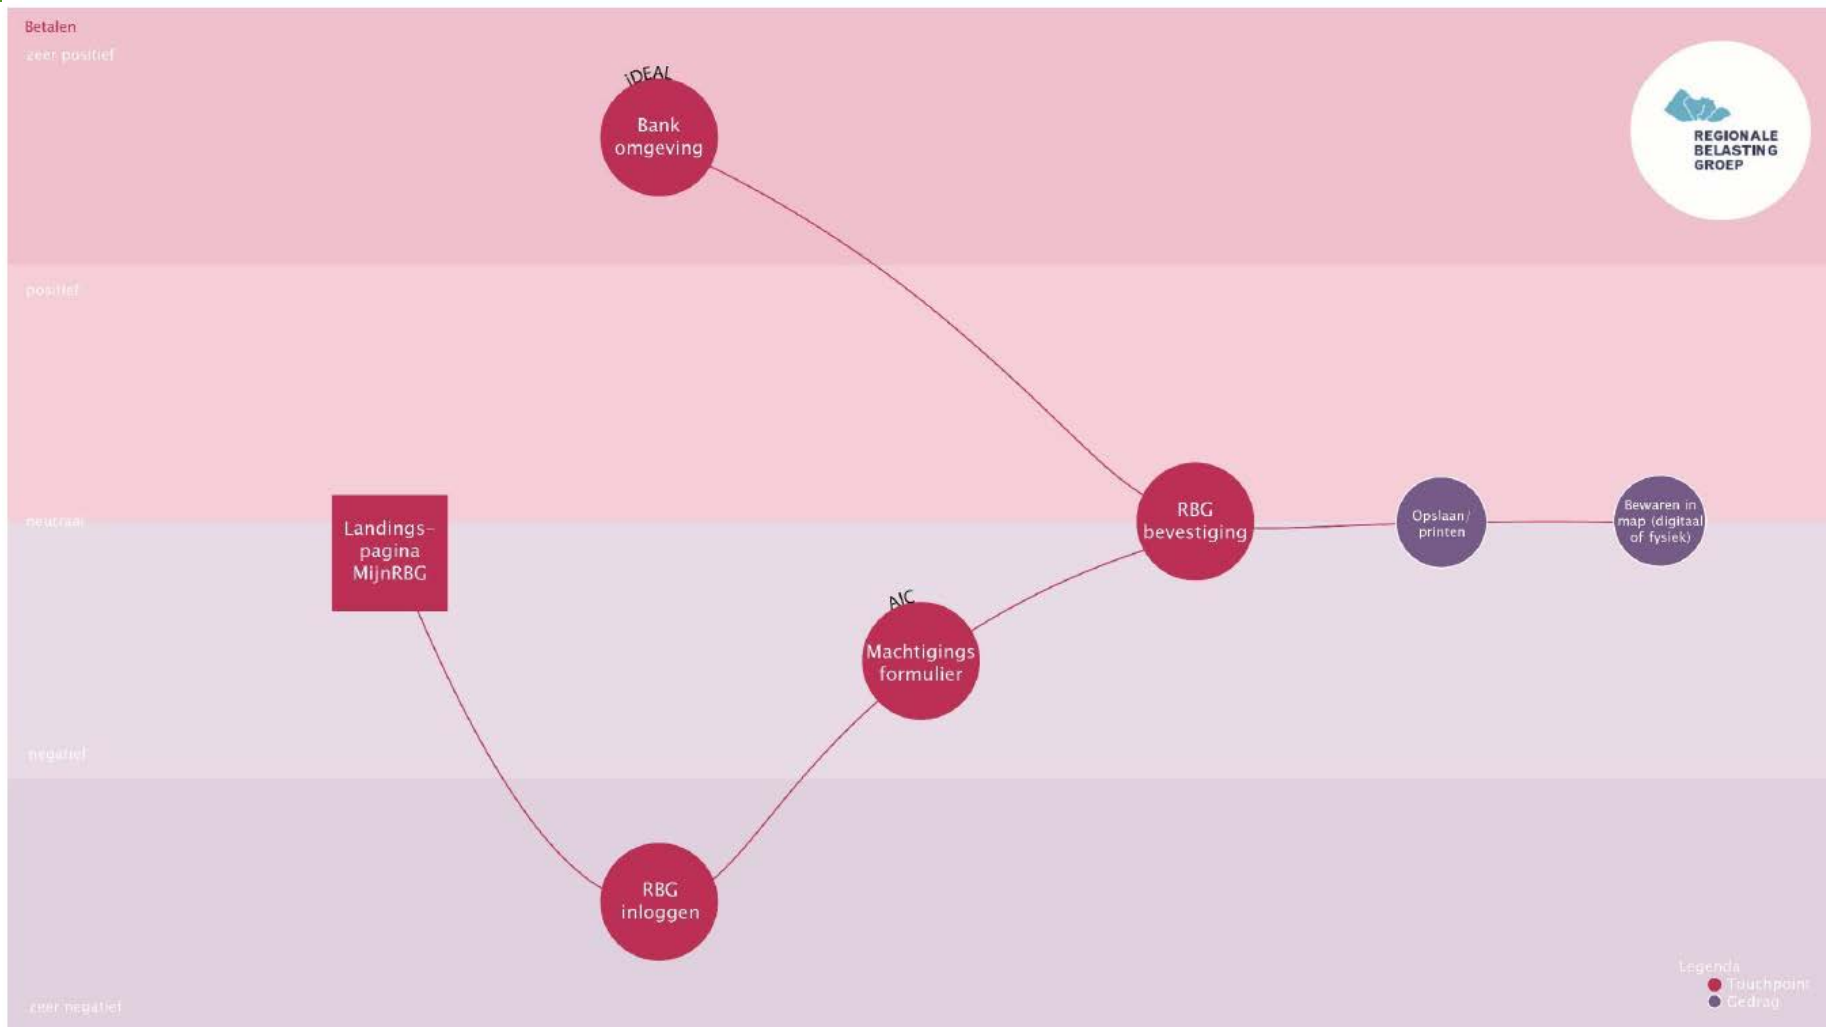 Betalen
zeer positief
iDEAL
Bank
omgeving
REGIONALE
BELASTING
GROEP
positief
neutraal
Landings-
pagina
MijnRBG
RBG
bevestiging
Opslaan/
printen
Bewaren in
map (digitaal
of fysiek)
AIC
Machtigings
formulier
negatief
RBG
inloggen
zeer negatief
Legenda
Touchpoint
Gedrag